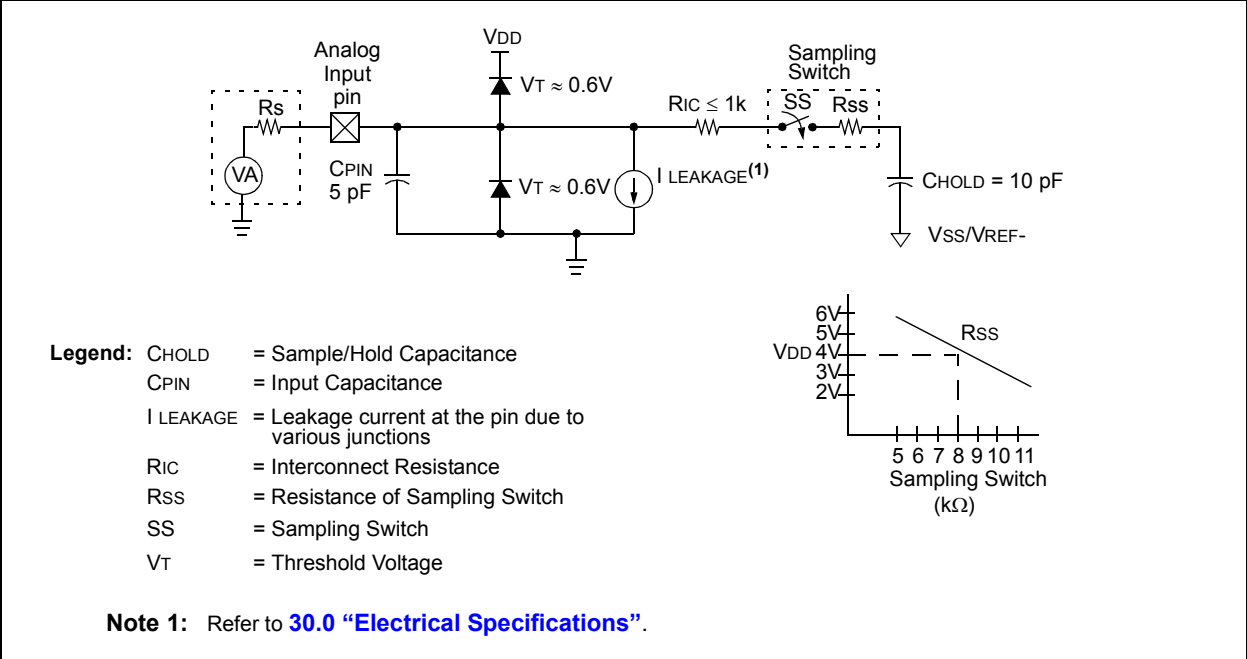 VDD
Analog
Input
pin
VT ≈ 0.6V
Sampling
Switch
Rs
RIC ≤ 1k
SS Rss
VA
CPIN
5 pF
VT ≈ 0.6V
I LEAKAGE(1)
CHOLD = 10 pF
VSS/VREF-
6V
5V
VDD 4V
3V
2V
RSS
5 6 7 8 9 10 11
Sampling Switch
(kΩ)
Legend: CHOLD = Sample/Hold Capacitance
CPIN = Input Capacitance
I LEAKAGE = Leakage current at the pin due to
various junctions
RIC = Interconnect Resistance
RSS = Resistance of Sampling Switch
SS = Sampling Switch
VT = Threshold Voltage
Note 1: Refer to 30.0 “Electrical Specifications”.